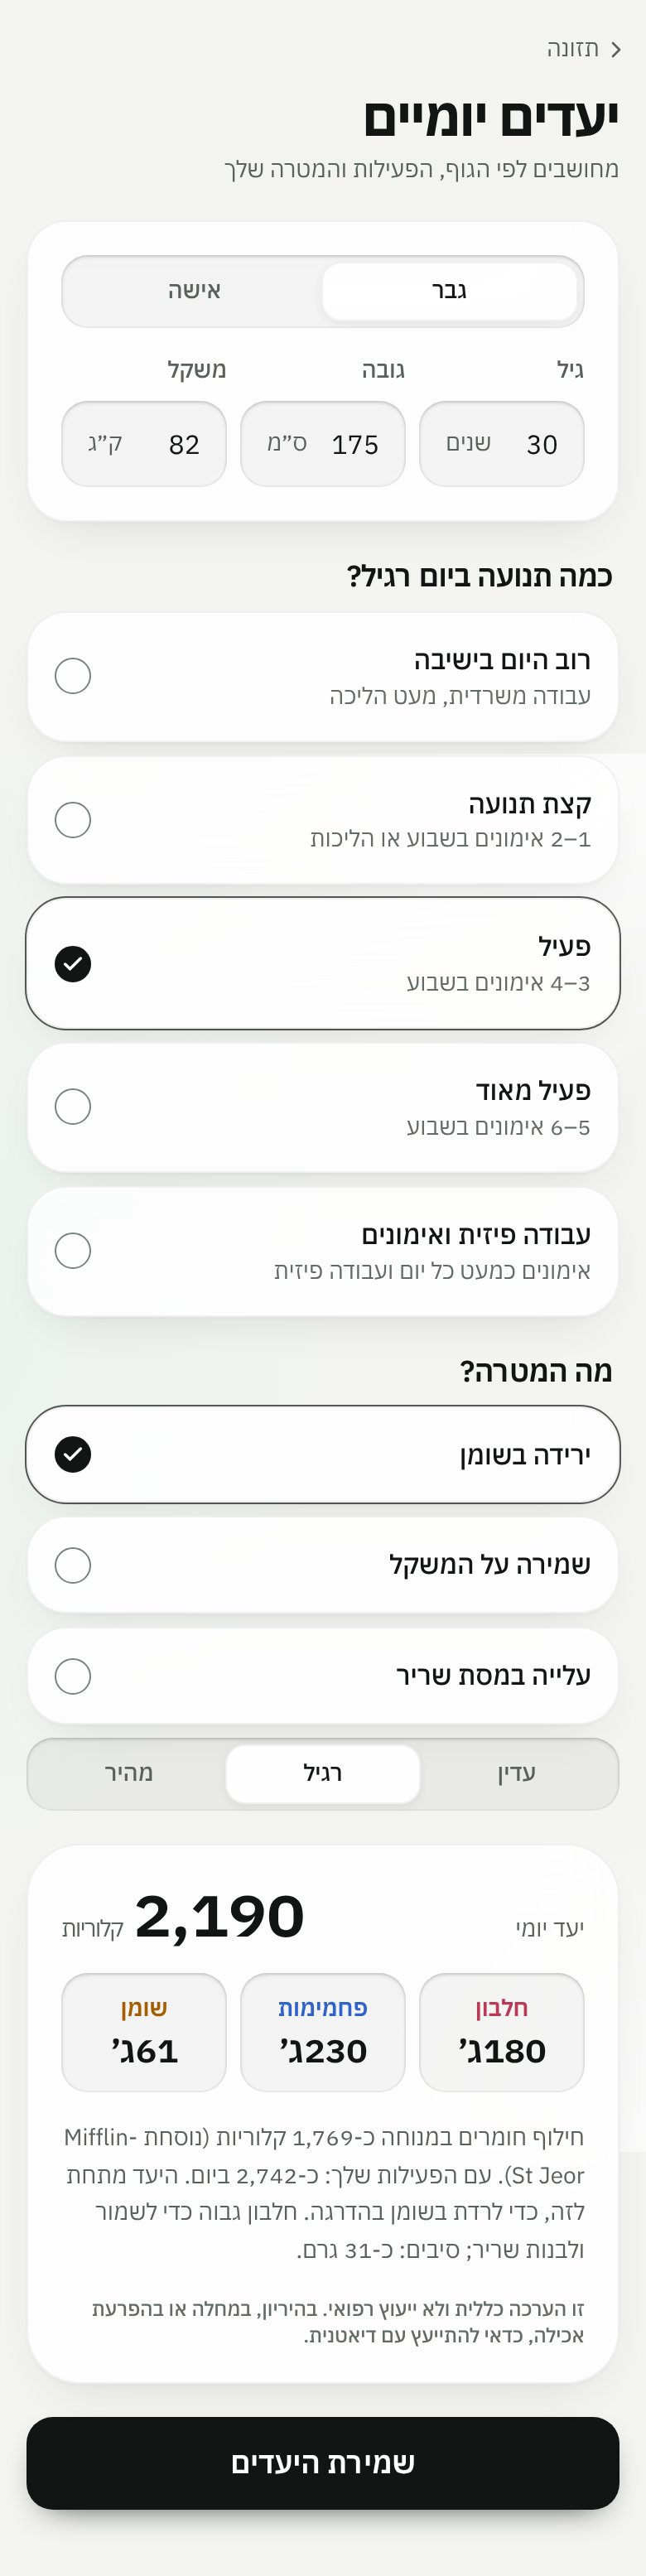 תזונה
יעדים יומיים
מחושבים לפי הגוף, הפעילות והמטרה שלך
גבר
אישה
גיל
גובה
משקל
30 שנים
175 ס״מ
82 ק״ג
כמה תנועה ביום רגיל?
רוב היום בישיבה
עבודה משרדית, מעט הליכה
קצת תנועה
1–2 אימונים בשבוע או הליכות
פעיל
3–4 אימונים בשבוע
פעיל מאוד
5–6 אימונים בשבוע
עבודה פיזית ואימונים
אימונים כמעט כל יום ועבודה פיזית
מה המטרה?
ירידה בשומן
שמירה על המשקל
עלייה במסת שריר
עדין
רגיל
מהיר
יעד יומי
2,190 קלוריות
חלבון
180ג׳
פחמימות
230ג׳
שומן
61ג׳
חילוף חומרים במנוחה כ-1,769 קלוריות (נוסחת Mifflin-
St Jeor). עם הפעילות שלך: כ-2,742 ביום. היעד מתחת
לזה, כדי לרדת בשומן בהדרגה. חלבון גבוה כדי לשמור
ולבנות שריר; סיבים: כ-31 גרם.
זו הערכה כללית ולא ייעוץ רפואי. בהיריון, במחלה או בהפרעת
אכילה, כדאי להתייעץ עם דיאטנית.
שמירת היעדים